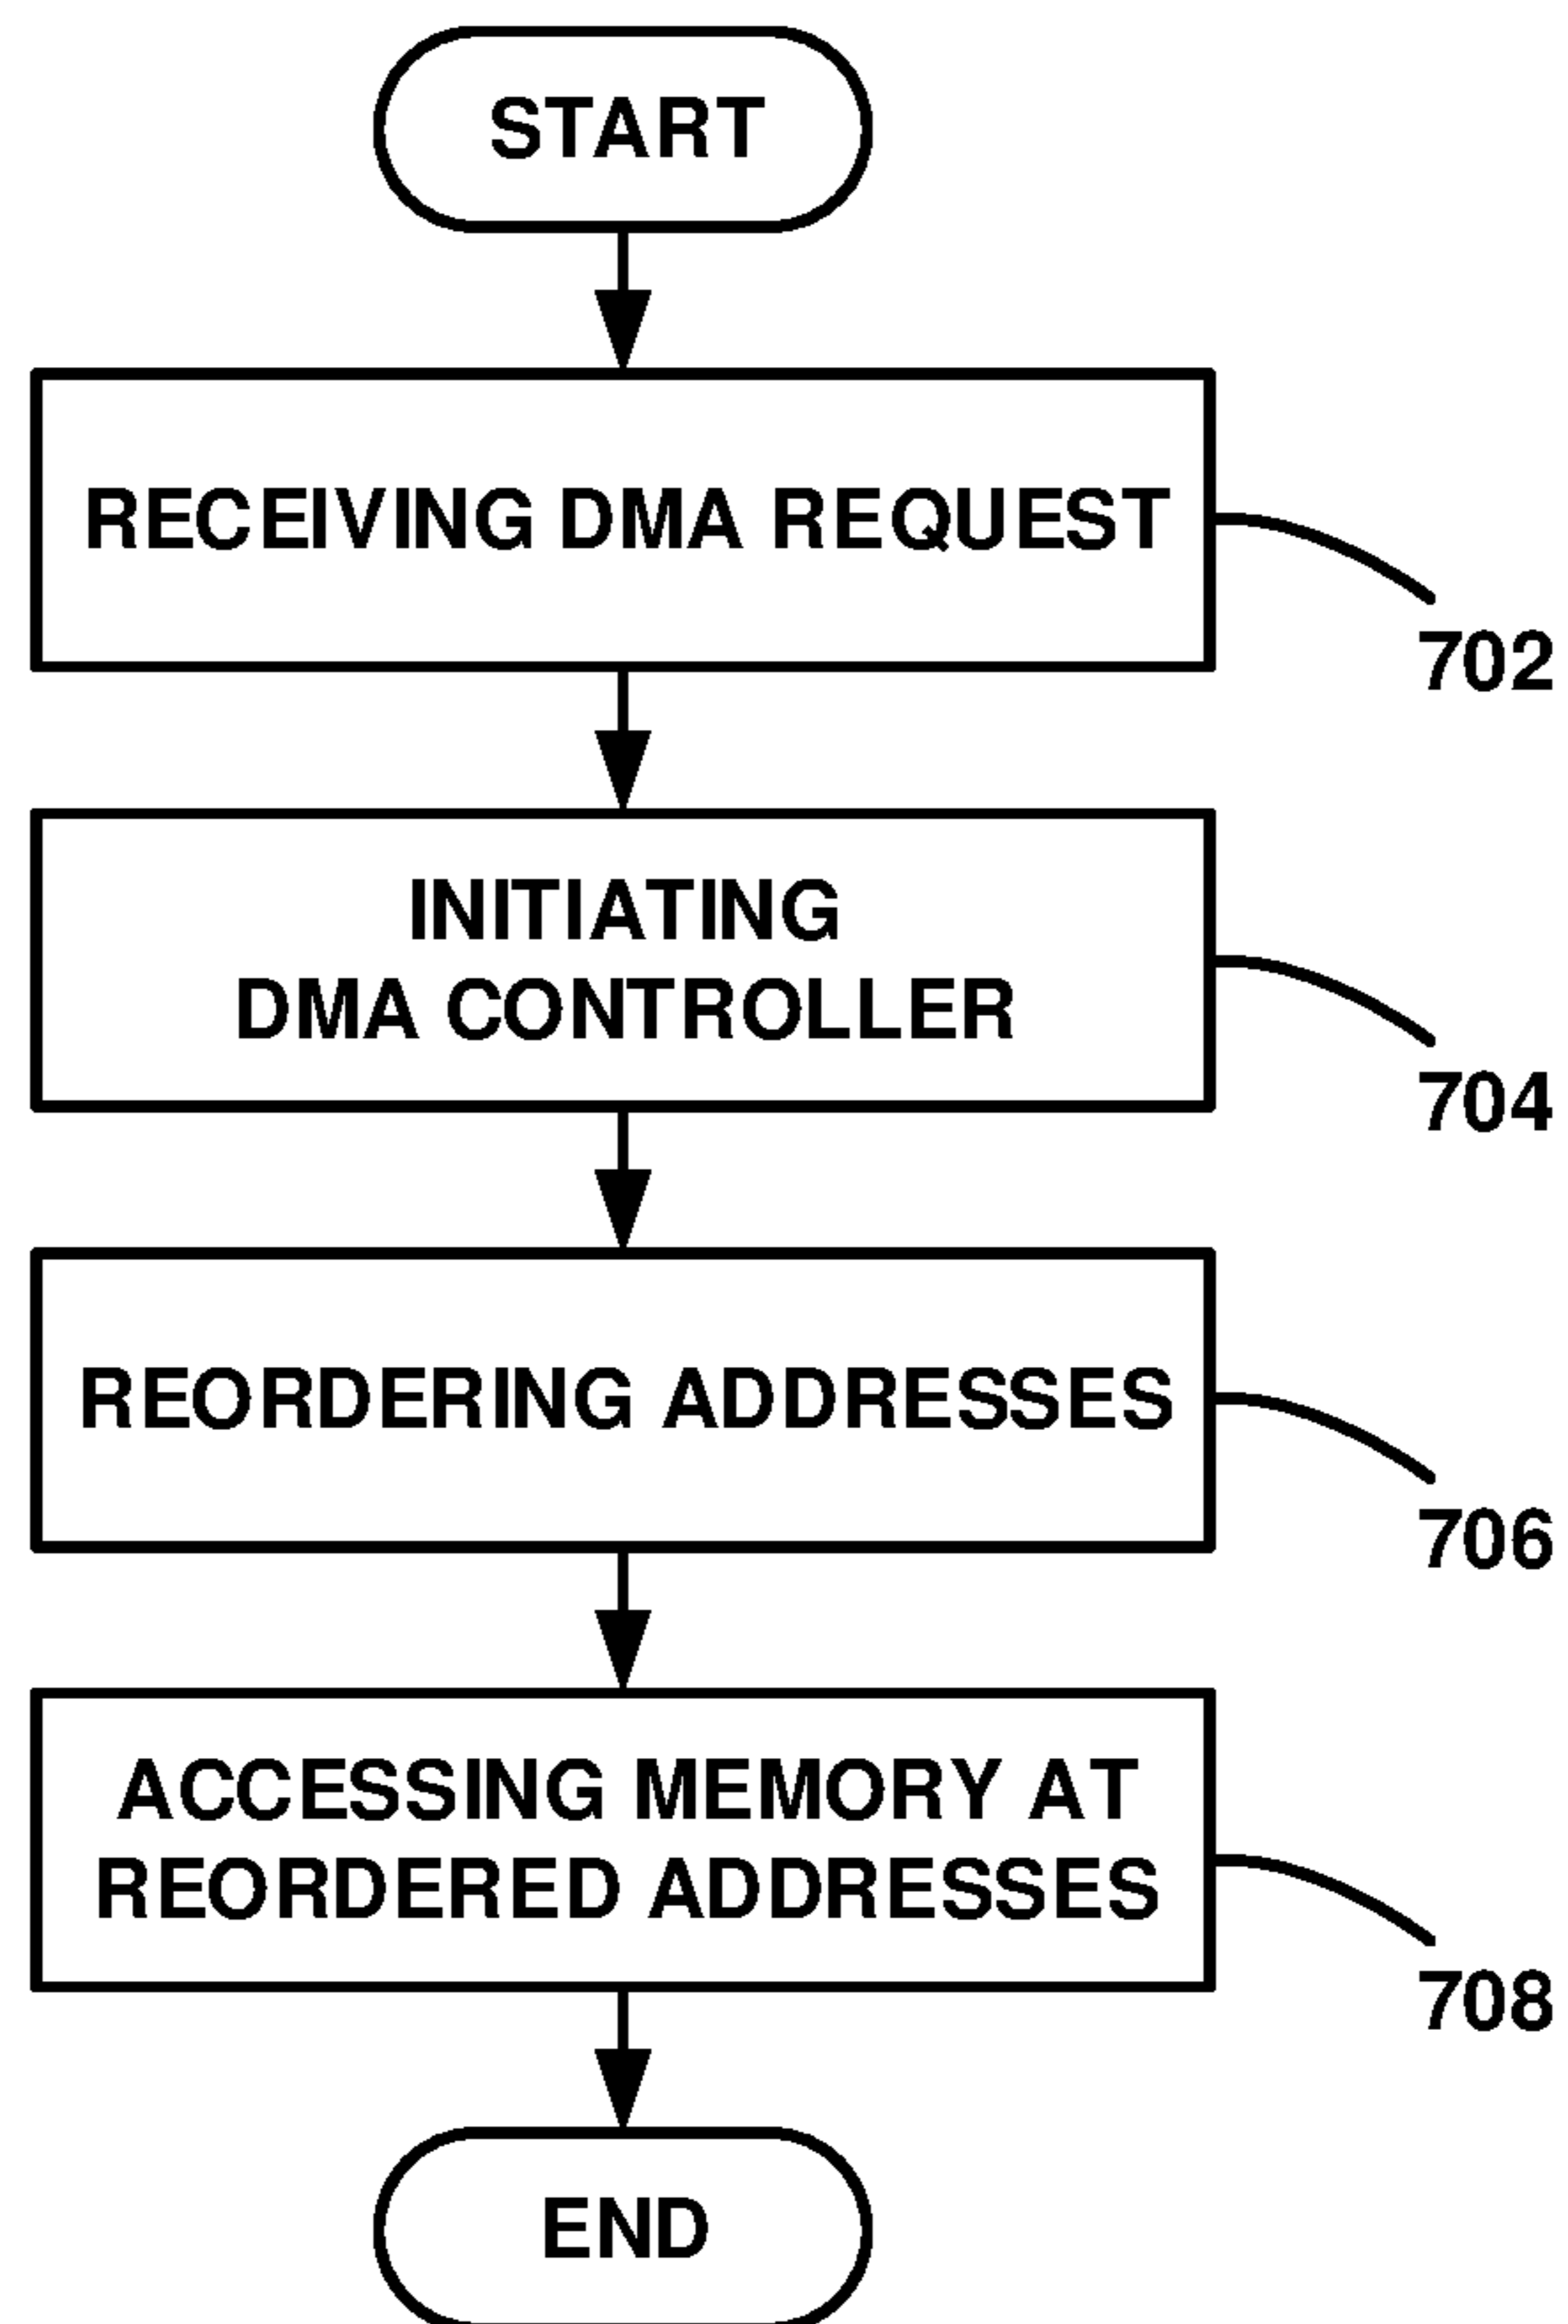 START
RECEIVING DMA REQUEST
702
INITIATING
DMA CONTROLLER
704
REORDERING ADDRESSES
706
ACCESSING MEMORY AT
REORDERED ADDRESSES
708
END